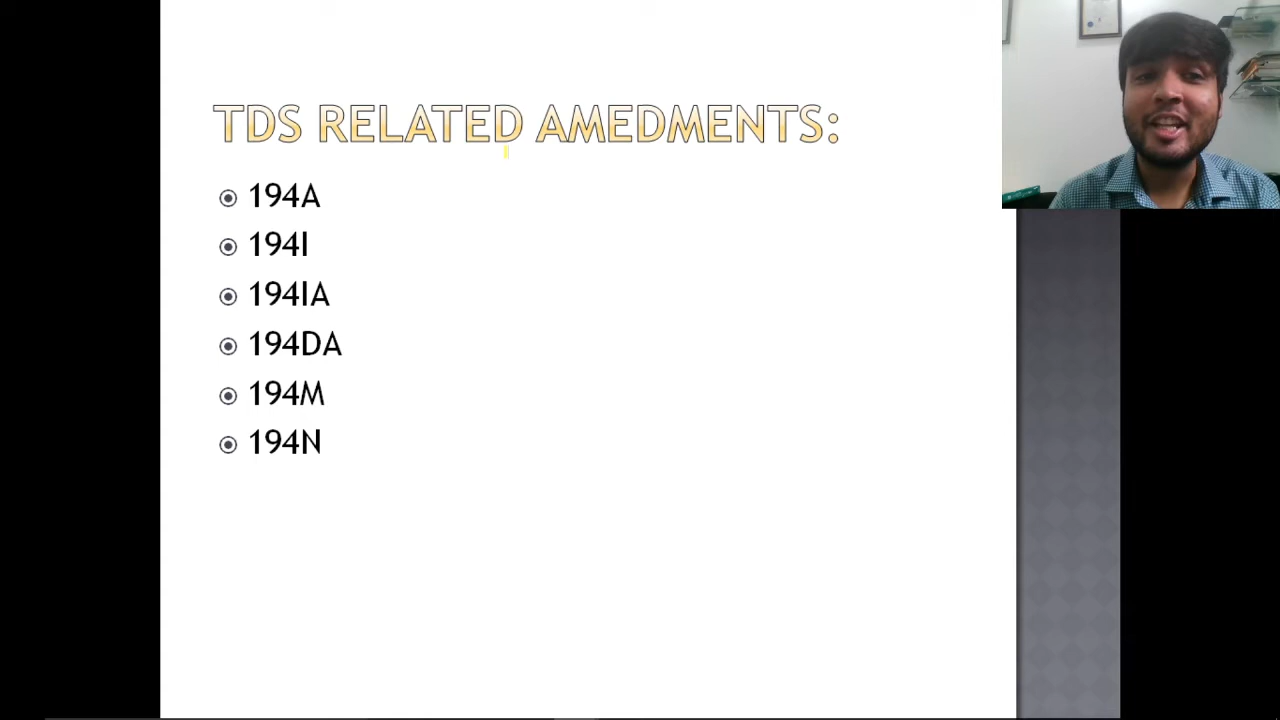 TDS RELATED AMEDMENTS:
194A
194I
194IA
194DA
194M
194N